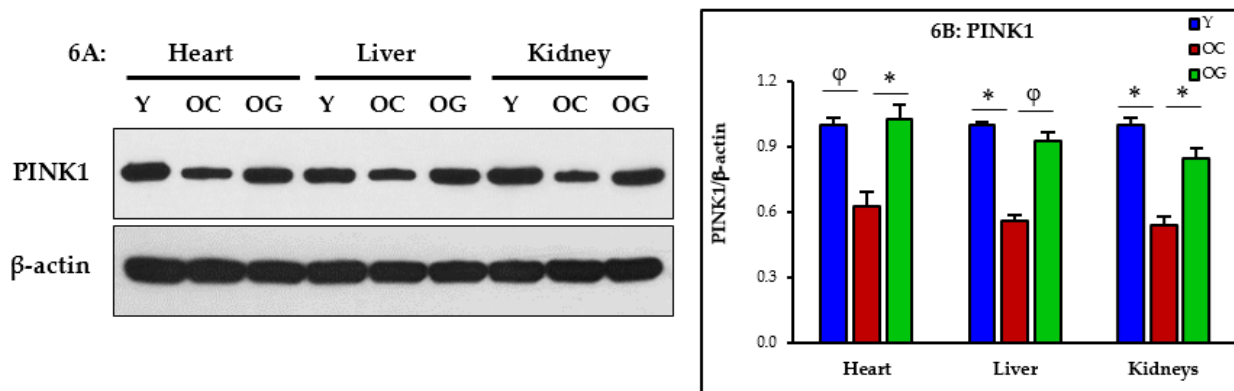 6A: Heart Liver Kidney
Y OC OG Y OC OG Y OC OG
PINK1
β-actin
6B: PINK1
Y
OC
OG
PINK1/β-actin
1.2
0.9
0.6
0.3
0.0
φ * * φ * *
Heart Liver Kidneys